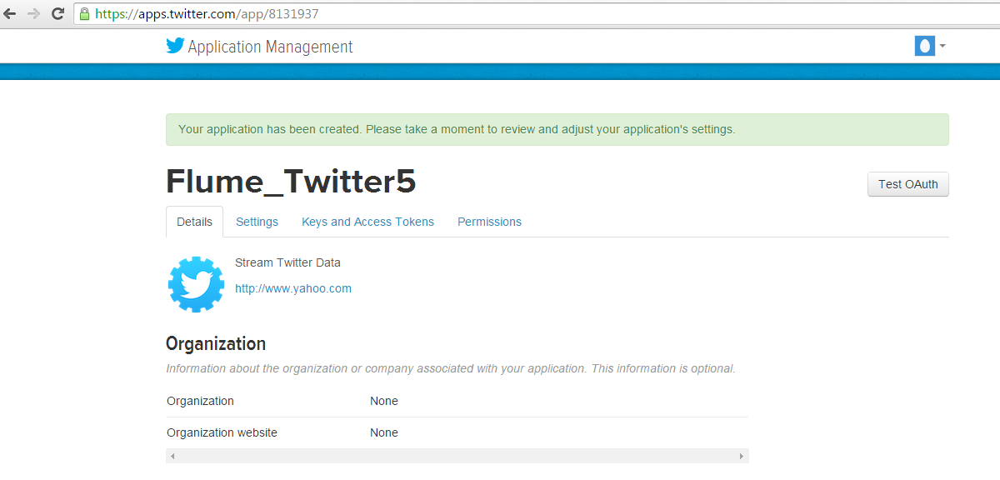 https://apps.twitter.com/app/8131937
Application Management
Your application has been created. Please take a moment to review and adjust your application's settings.
Flume_Twitter5
Test OAuth
Details Settings Keys and Access Tokens Permissions
Stream Twitter Data
http://www.yahoo.com
Organization
Information about the organization or company associated with your application. This information is optional.
Organization None
Organization website None